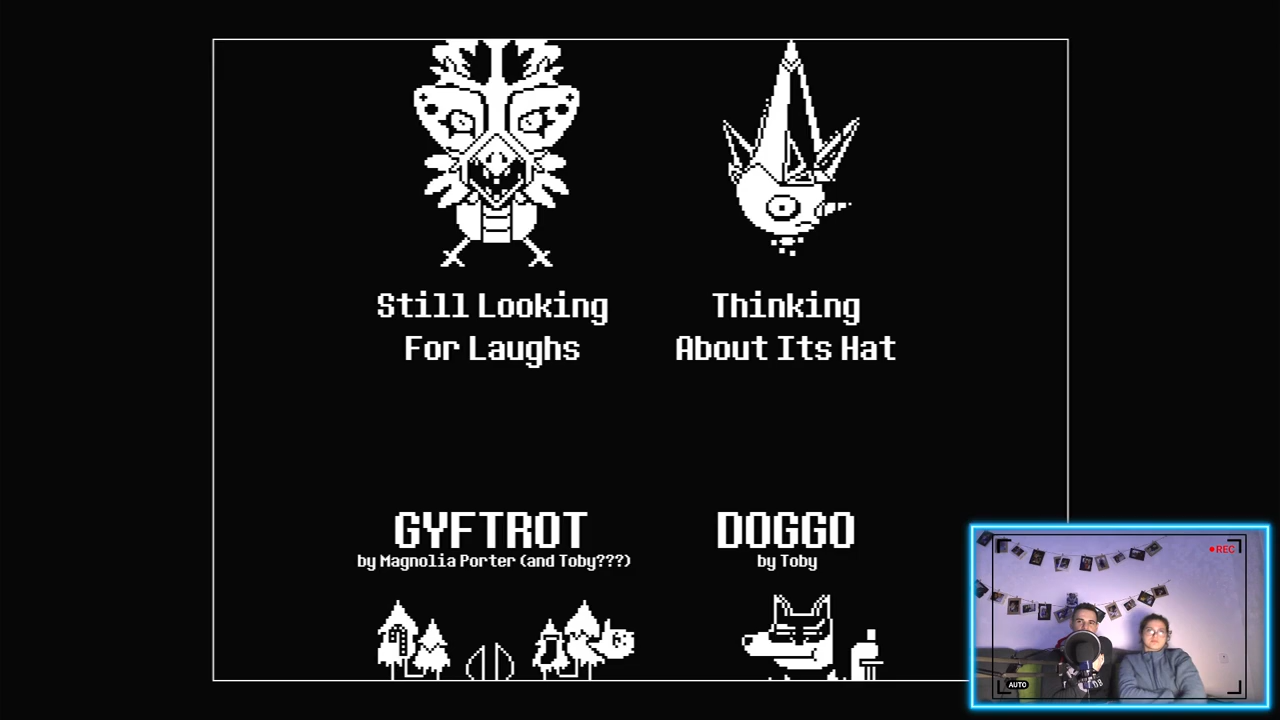 Still Looking
For Laughs
Thinking
About Its Hat
GYFTROT
by Magnolia Porter (and Toby???)
DOGGO
by Toby
REC
AUTO